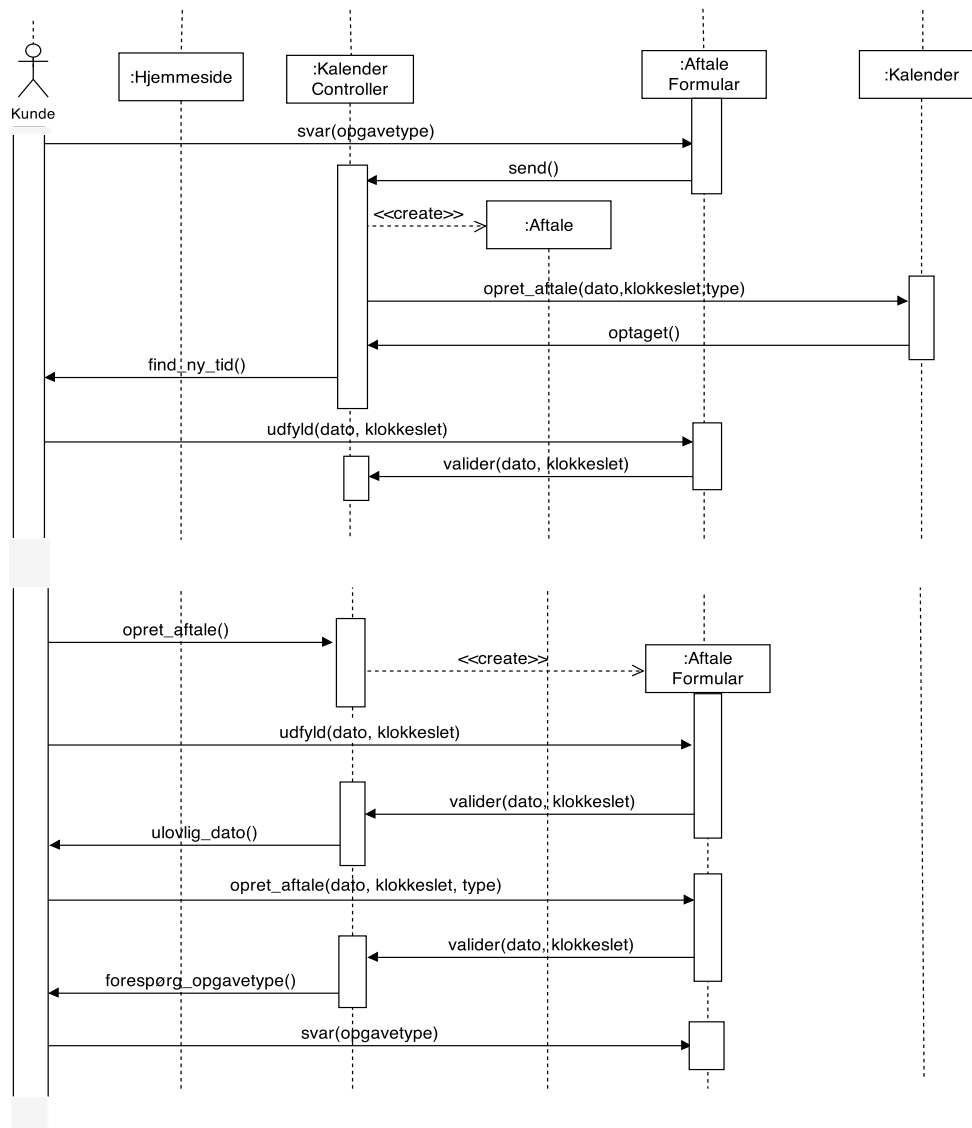 Kunde
:Hjemmeside
:Kalender
Controller
:Aftale
Formular
:Kalender
svar(opgavetype)
send()
<<create>>
:Aftale
opret_aftale(dato,klokkeslet,type)
optaget()
find_ny_tid()
udfyld(dato, klokkeslet)
valider(dato, klokkeslet)
opret_aftale()
<<create>>
:Aftale
Formular
udfyld(dato, klokkeslet)
valider(dato, klokkeslet)
ulovlig_dato()
opret_aftale(dato, klokkeslet, type)
valider(dato, klokkeslet)
forespørg_opgavetype()
svar(opgavetype)